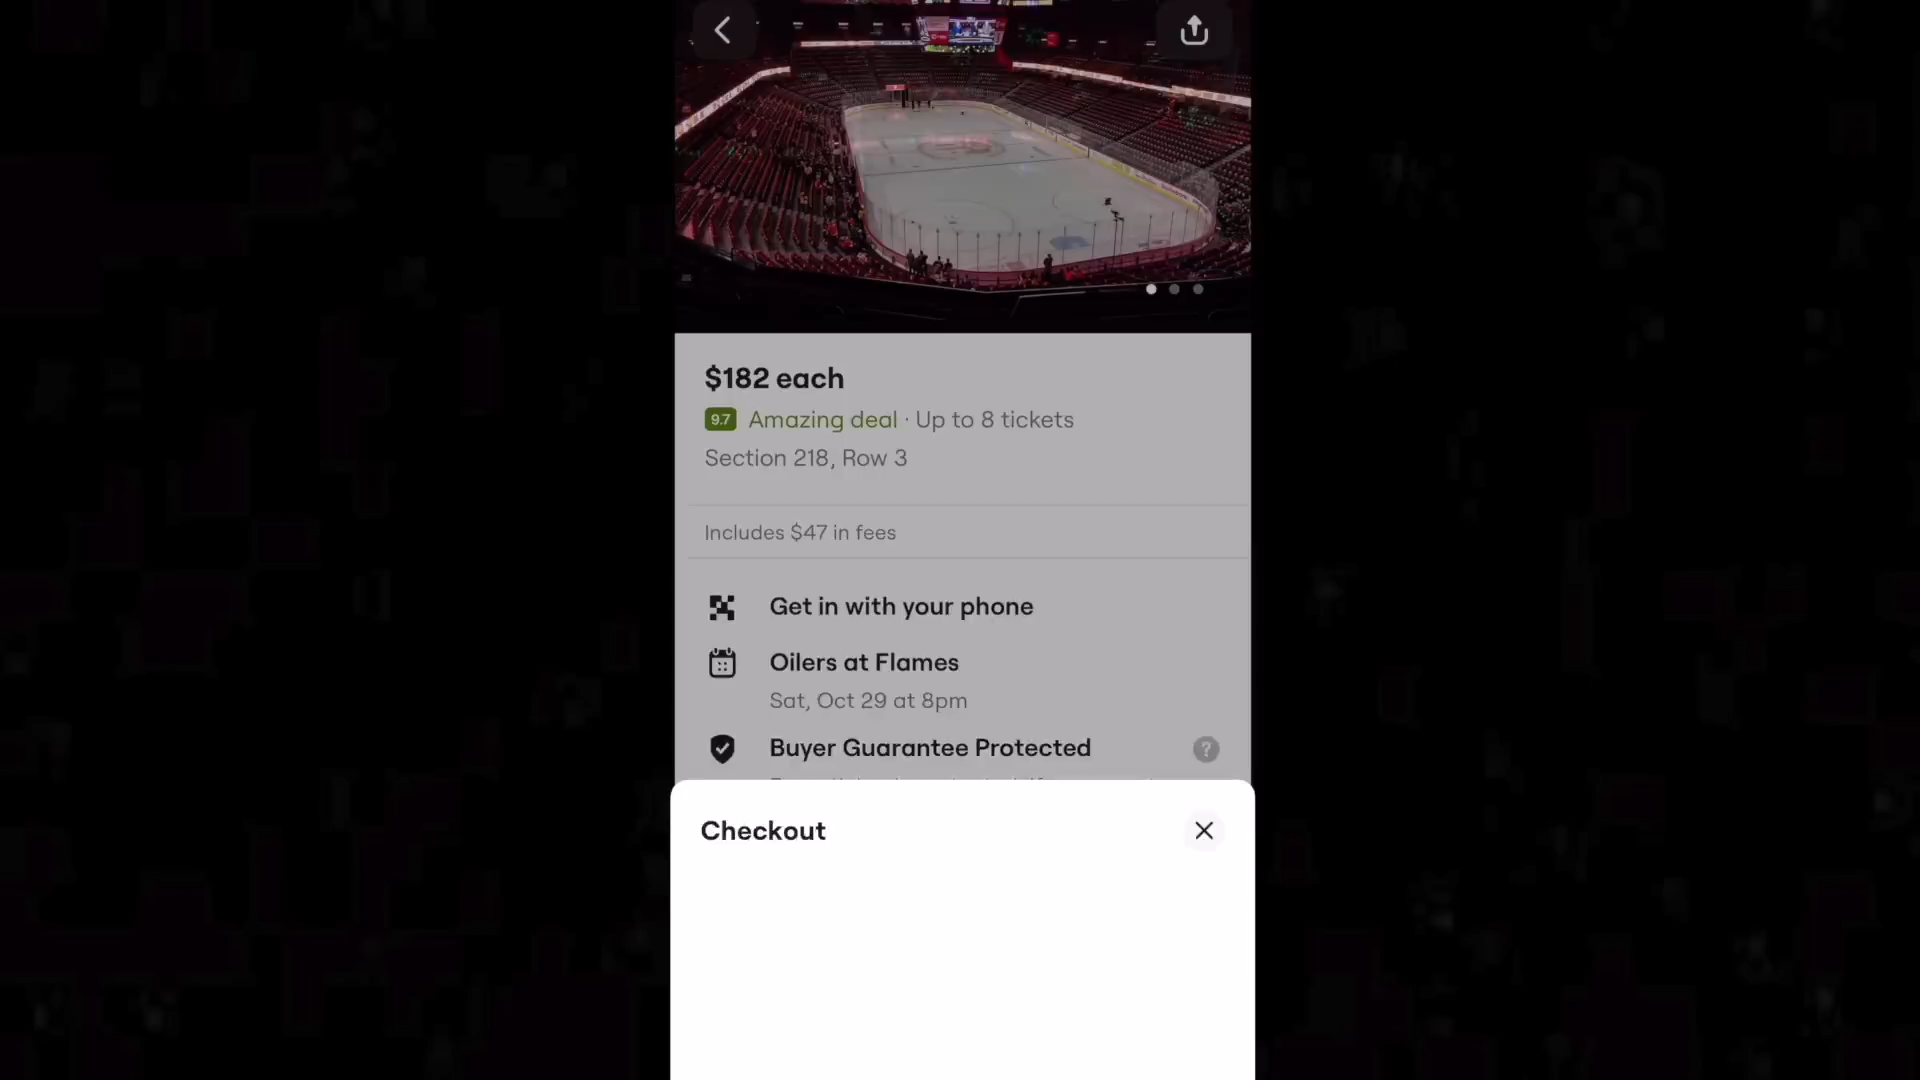 $182 each
9.7 Amazing deal · Up to 8 tickets
Section 218, Row 3
Includes $47 in fees
Get in with your phone
Oilers at Flames
Sat, Oct 29 at 8pm
Buyer Guarantee Protected
?
Checkout